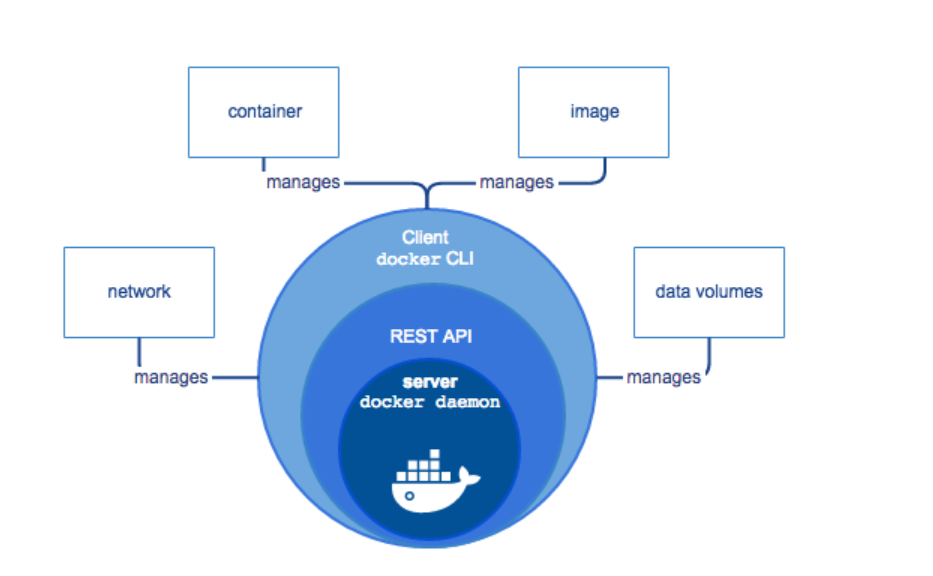 container
image
manages
manages
Client
docker CLI
network
data volumes
REST API
manages
manages
server
docker daemon